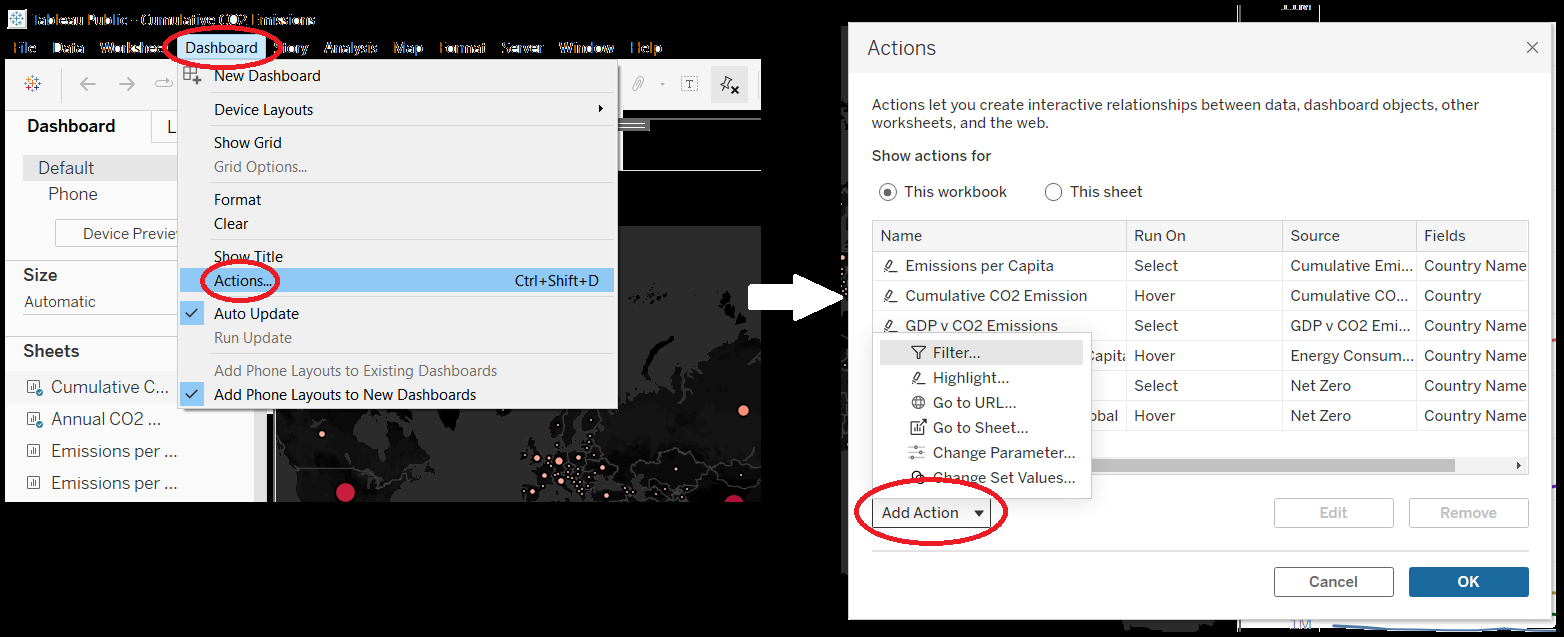 Tableau Public - Cumulative CO2 Emissions
File Data Worksheet Dashboard Story Analysis Map Format Server Window Help
New Dashboard
Device Layouts
Show Grid
Grid Options...
Format
Clear
Show Title
Actions... Ctrl+Shift+D
Auto Update
Run Update
Add Phone Layouts to Existing Dashboards
Add Phone Layouts to New Dashboards
Dashboard L
Default
Phone
Device Preview
Size
Automatic
Sheets
Cumulative C...
Annual CO2 ...
Emissions per ...
Emissions per ...
T
Actions
Actions let you create interactive relationships between data, dashboard objects, other
worksheets, and the web.
Show actions for
This workbook This sheet
Name Run On Source Fields
Emissions per Capita Select Cumulative Emi... Country Name
Cumulative CO2 Emission Hover Cumulative CO... Country
GDP v CO2 Emissions Select GDP v CO2 Emi... Country Name
Capita Hover Energy Consum... Country Name
Select Net Zero Country Name
obal Hover Net Zero Country Name
Filter...
Highlight...
Go to URL...
Go to Sheet...
Change Parameter...
Change Set Values...
Add Action Edit Remove
Cancel OK